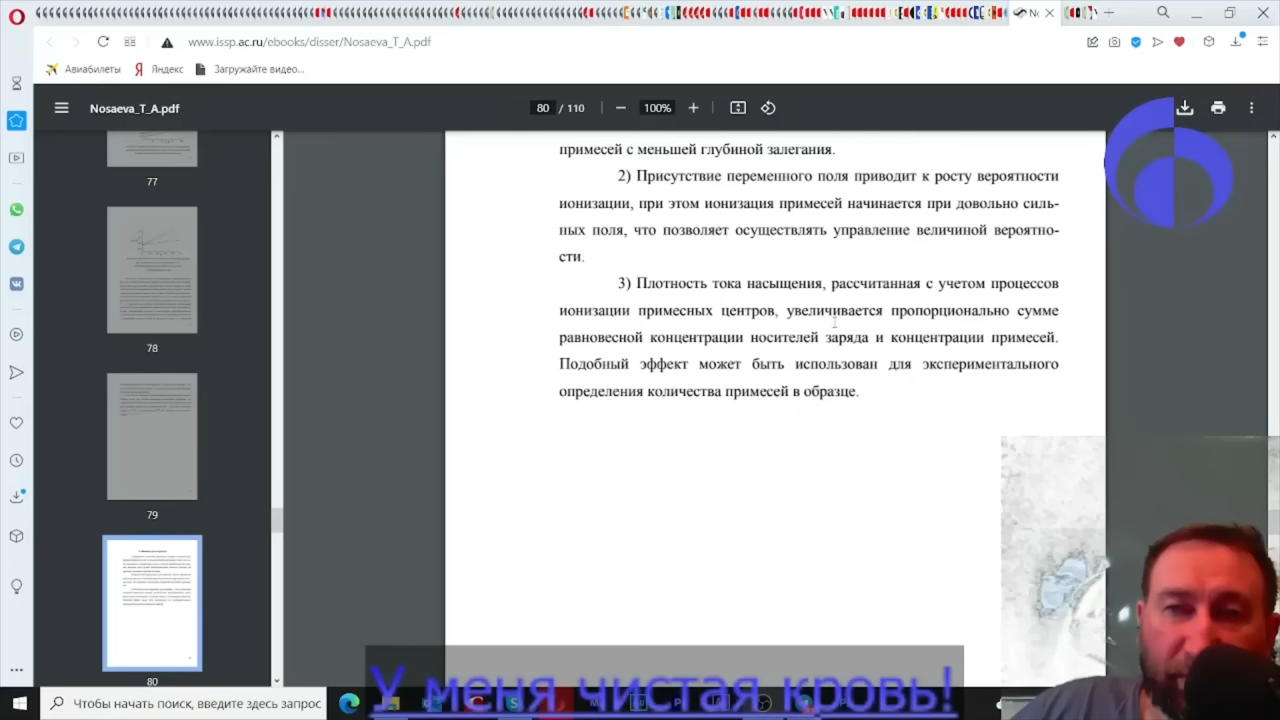 www.issp.ac.ru/ebooks/disser/Nosaeva_T_A.pdf
Авиабилеты
Яндекс
Загружайте видео...
Nosaeva_T_A.pdf
80 / 110
100%
77
78
79
80
примесей с меньшей глубиной залегания.
2) Присутствие переменного поля приводит к росту вероятности
ионизации, при этом ионизация примесей начинается при довольно силь-
ных поля, что позволяет осуществлять управление величиной вероятно-
сти.
3) Плотность тока насыщения, рассчитанная с учетом процессов
ионизации примесных центров, увеличивается пропорционально сумме
равновесной концентрации носителей заряда и концентрации примесей.
Подобный эффект может быть использован для экспериментального
определения количества примесей в образце.
У меня чистая кровь!
Чтобы начать поиск, введите здесь запрос